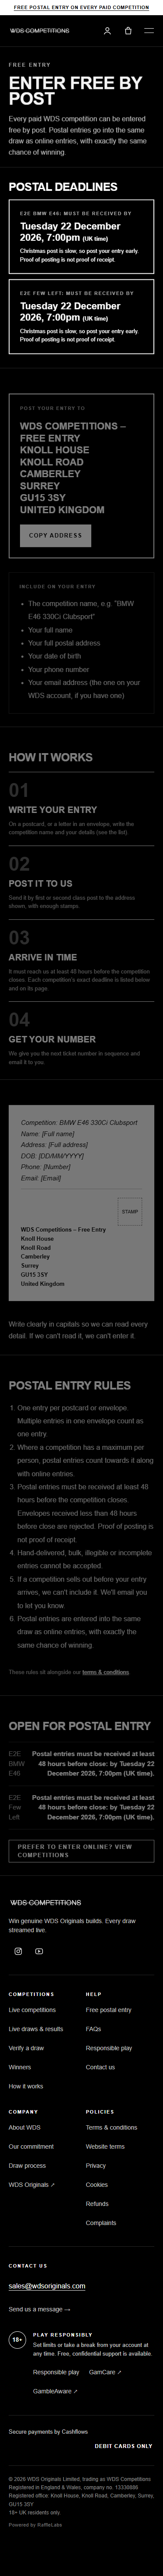 FREE POSTAL ENTRY ON EVERY PAID COMPETITION
WDS COMPETITIONS
FREE ENTRY
ENTER FREE BY
POST
Every paid WDS competition can be entered
free by post. Postal entries go into the same
draw as online entries, with exactly the same
chance of winning.
POSTAL DEADLINES
E2E BMW E46: MUST BE RECEIVED BY
Tuesday 22 December
2026, 7:00pm (UK time)
Christmas post is slow, so post your entry early.
Proof of posting is not proof of receipt.
E2E FEW LEFT: MUST BE RECEIVED BY
Tuesday 22 December
2026, 7:00pm (UK time)
Christmas post is slow, so post your entry early.
Proof of posting is not proof of receipt.
POST YOUR ENTRY TO
WDS COMPETITIONS –
FREE ENTRY
KNOLL HOUSE
KNOLL ROAD
CAMBERLEY
SURREY
GU15 3SY
UNITED KINGDOM
COPY ADDRESS
INCLUDE ON YOUR ENTRY
• The competition name, e.g. "BMW
E46 330Ci Clubsport"
• Your full name
• Your full postal address
• Your date of birth
• Your phone number
• Your email address (the one on your
WDS account, if you have one)
HOW IT WORKS
01
WRITE YOUR ENTRY
On a postcard, or a letter in an envelope, write the
competition name and your details (see the list).
02
POST IT TO US
Send it by first or second class post to the address
shown, with enough stamps.
03
ARRIVE IN TIME
It must reach us at least 48 hours before the competition
closes. Each competition's exact deadline is listed below
and on its page.
04
GET YOUR NUMBER
We give you the next ticket number in sequence and
email it to you.
Competition: BMW E46 330Ci Clubsport
Name: [Full name]
Address: [Full address]
DOB: [DD/MM/YYYY]
Phone: [Number]
Email: [Email]
STAMP
WDS Competitions – Free Entry
Knoll House
Knoll Road
Camberley
Surrey
GU15 3SY
United Kingdom
Write clearly in capitals so we can read every
detail. If we can't read it, we can't enter it.
POSTAL ENTRY RULES
1. One entry per postcard or envelope.
Multiple entries in one envelope count as
one entry.
2. Where a competition has a maximum per
person, postal entries count towards it along
with online entries.
3. Postal entries must be received at least 48
hours before the competition closes.
Envelopes received less than 48 hours
before close are rejected. Proof of posting is
not proof of receipt.
4. Hand-delivered, bulk, illegible or incomplete
entries cannot be accepted.
5. If a competition sells out before your entry
arrives, we can't include it. We'll email you
to let you know.
6. Postal entries are entered into the same
draw as online entries, with exactly the
same chance of winning.
These rules sit alongside our terms & conditions.
OPEN FOR POSTAL ENTRY
E2E
BMW
E46
Postal entries must be received at least
48 hours before close: by Tuesday 22
December 2026, 7:00pm (UK time).
E2E
Few
Left
Postal entries must be received at least
48 hours before close: by Tuesday 22
December 2026, 7:00pm (UK time).
PREFER TO ENTER ONLINE? VIEW
COMPETITIONS
WDS COMPETITIONS
Win genuine WDS Originals builds. Every draw
streamed live.
COMPETITIONS
Live competitions
Live draws & results
Verify a draw
Winners
How it works
HELP
Free postal entry
FAQs
Responsible play
Contact us
COMPANY
About WDS
Our commitment
Draw process
WDS Originals ↗
POLICIES
Terms & conditions
Website terms
Privacy
Cookies
Refunds
Complaints
CONTACT US
sales@wdsoriginals.com
Send us a message →
18+
PLAY RESPONSIBLY
Set limits or take a break from your account at
any time. Free, confidential support is available.
Responsible play GamCare ↗
GambleAware ↗
Secure payments by Cashflows
DEBIT CARDS ONLY
© 2026 WDS Originals Limited, trading as WDS Competitions.
Registered in England & Wales, company no. 13330886.
Registered office: Knoll House, Knoll Road, Camberley, Surrey,
GU15 3SY
18+ UK residents only.
Powered by RaffleLabs